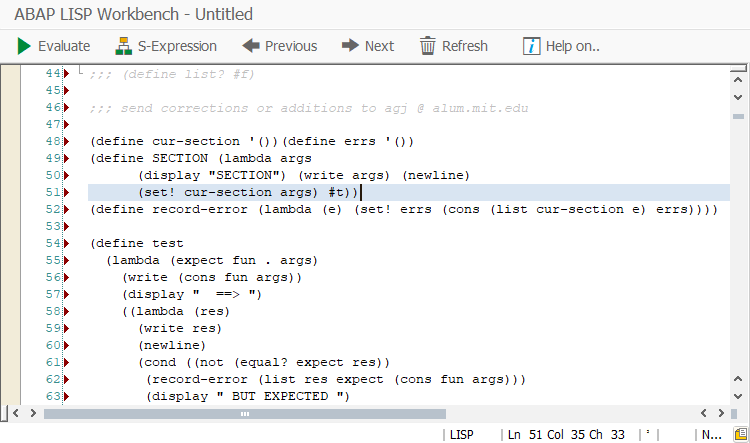 ABAP LISP Workbench - Untitled
Evaluate S-Expression Previous Next Refresh Help on..
44 ;;; (define list? #f)
45
46 ;;; send corrections or additions to agj @ alum.mit.edu
47
48 (define cur-section '())(define errs '())
49 (define SECTION (lambda args
50 (display "SECTION") (write args) (newline)
51 (set! cur-section args) #t))
52 (define record-error (lambda (e) (set! errs (cons (list cur-section e) errs))))
53
54 (define test
55 (lambda (expect fun . args)
56 (write (cons fun args))
57 (display "  ==> ")
58 ((lambda (res)
59 (write res)
60 (newline)
61 (cond ((not (equal? expect res))
62 (record-error (list res expect (cons fun args)))
63 (display " BUT EXPECTED ")
LISP Ln 51 Col 35 Ch 33 N...